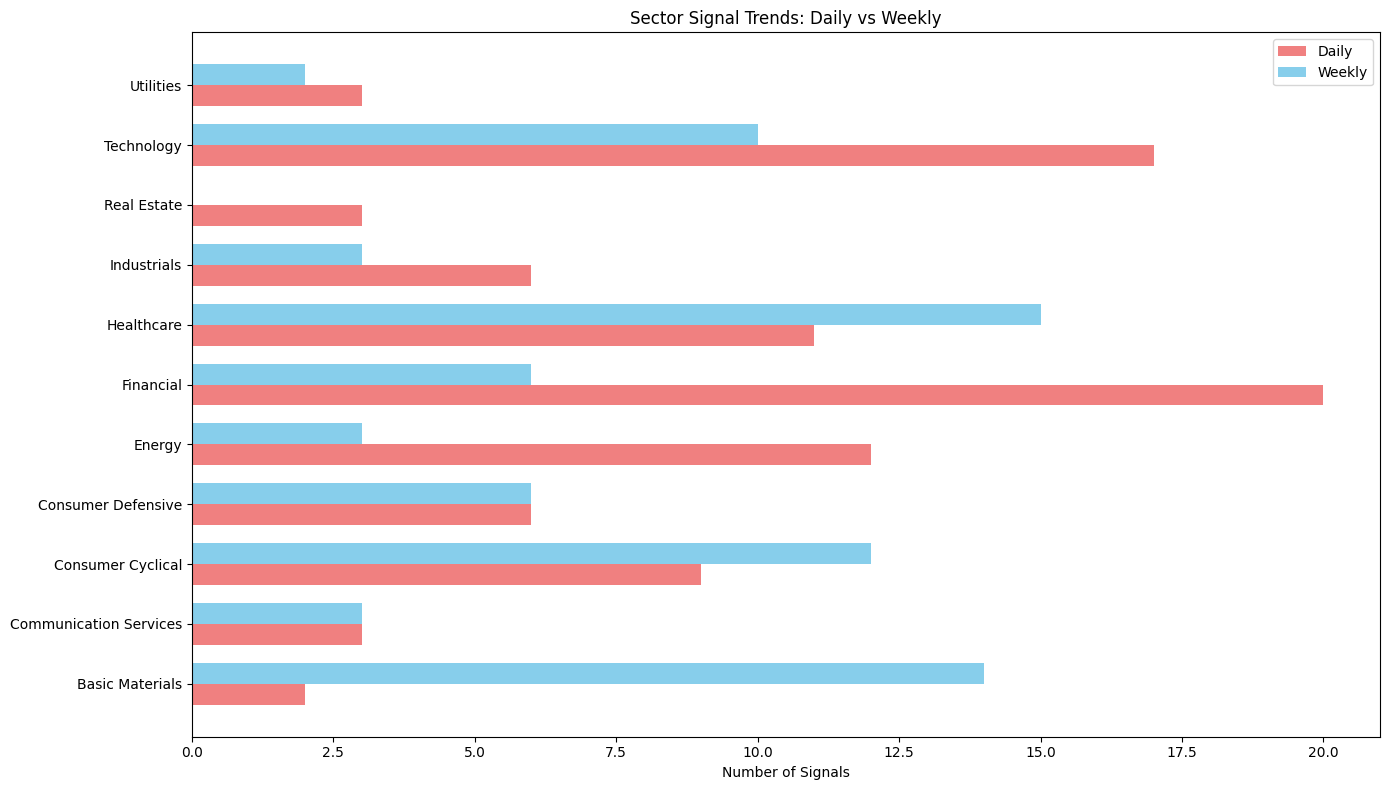 Sector Signal Trends: Daily vs Weekly
Daily
Weekly
Utilities
Technology
Real Estate
Industrials
Healthcare
Financial
Energy
Consumer Defensive
Consumer Cyclical
Communication Services
Basic Materials
0.0 2.5 5.0 7.5 10.0 12.5 15.0 17.5 20.0
Number of Signals